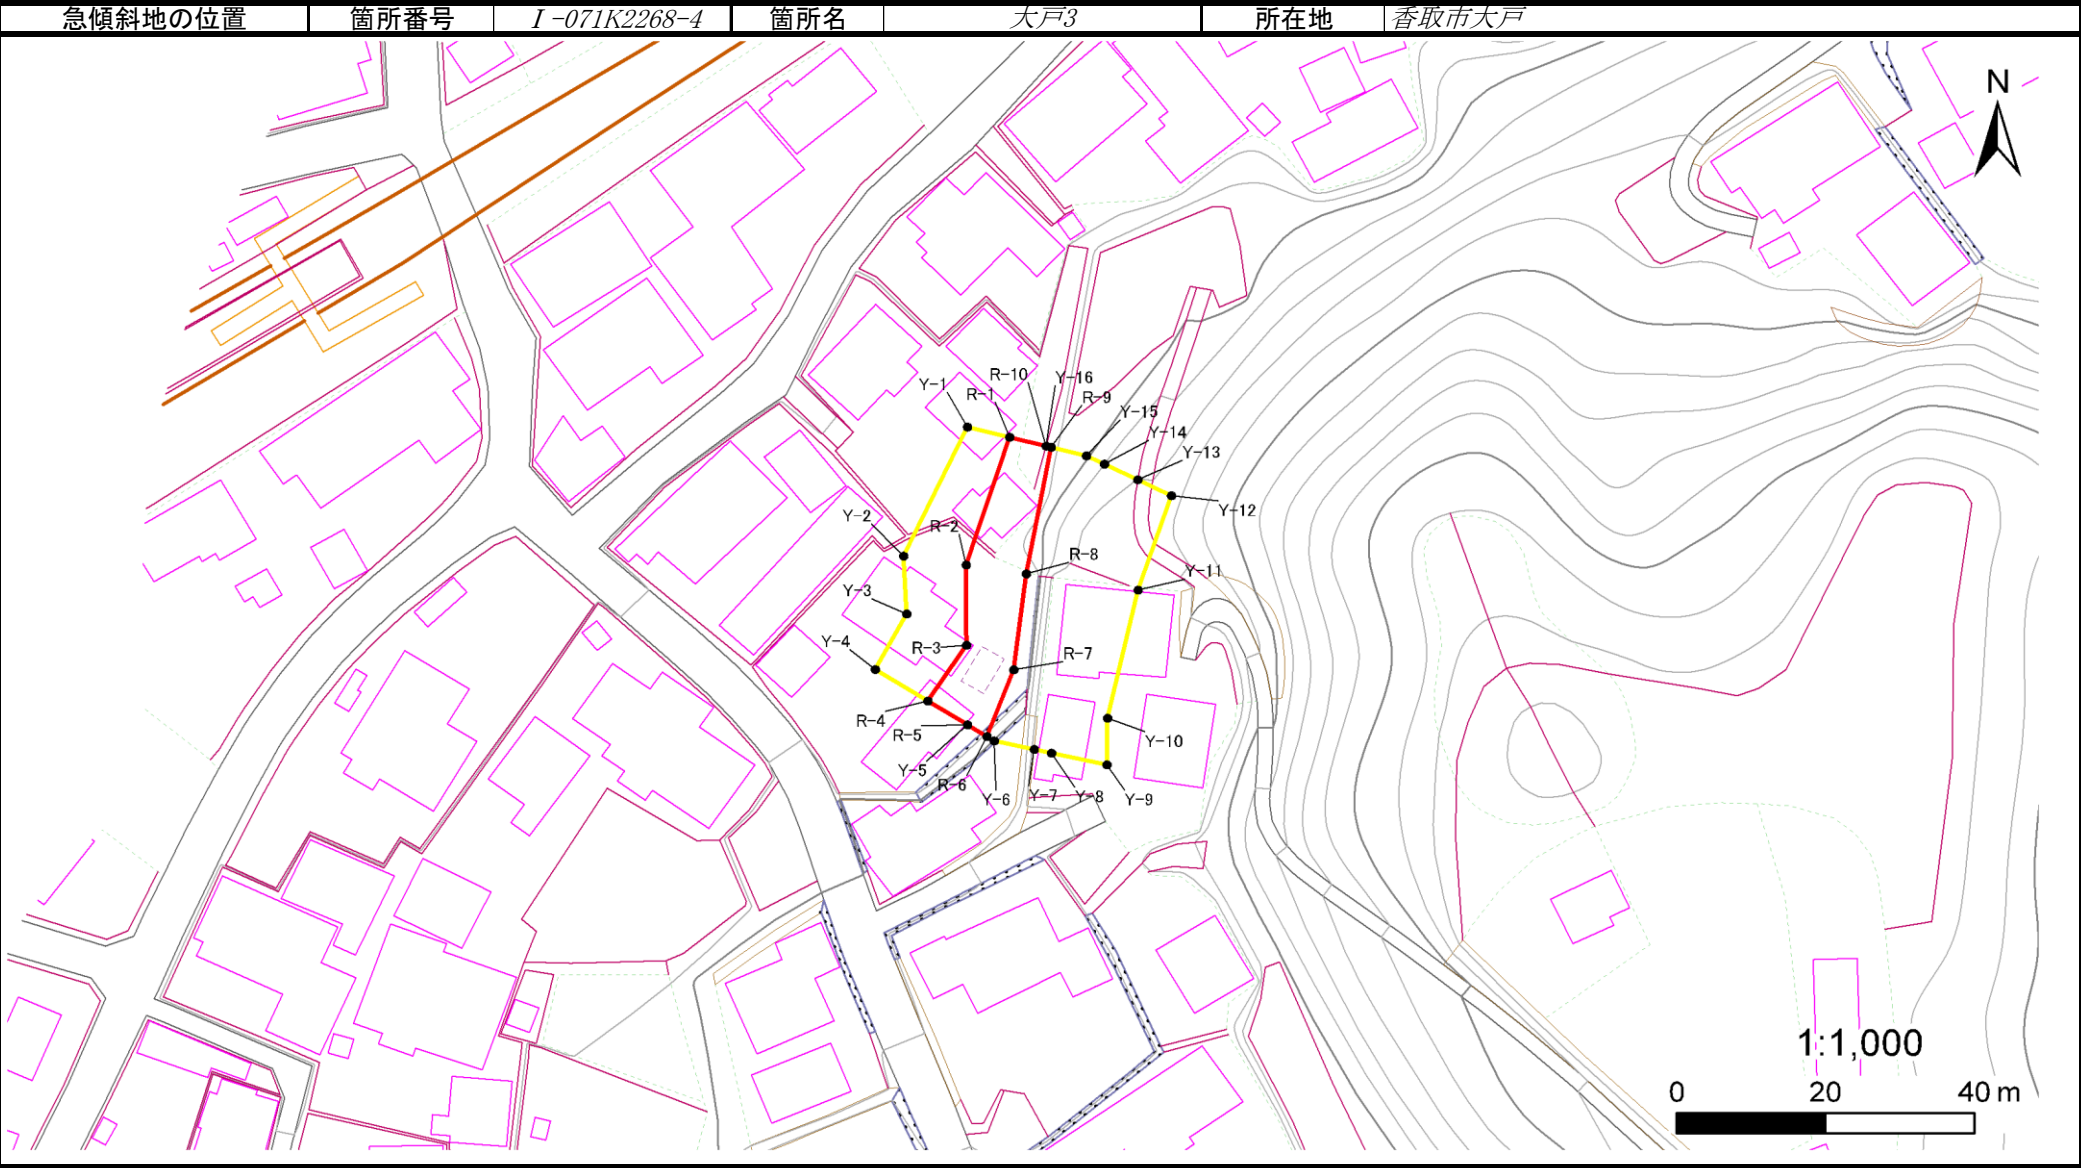 急傾斜地の位置 箇所番号 Ⅰ-071K2268-4 箇所名 大戸3 所在地 香取市大戸
N
R-10 Y-16
Y-1 R-1 R-9
Y-15
Y-14
Y-13
Y-12
Y-2 R-2
R-8
Y-11
Y-3
Y-4 R-3 R-7
R-4
R-5
Y-10
Y-5
R-6 Y-6 Y-7 Y-8 Y-9
1:1,000
0 20 40 m